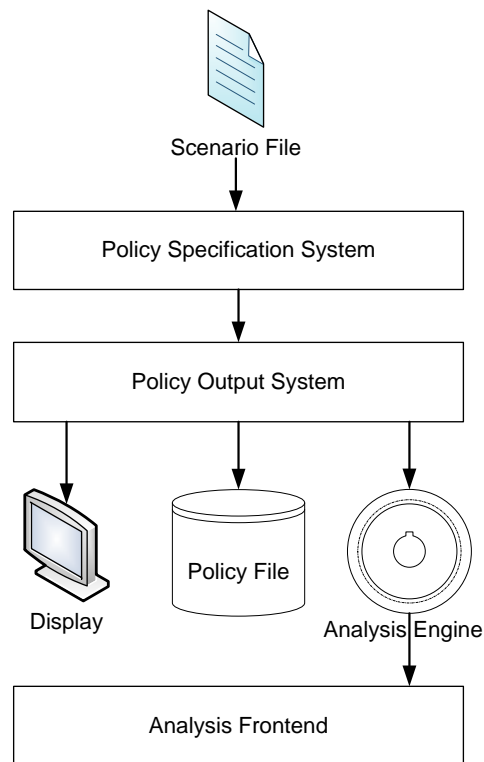 Scenario File
Policy Specification System
Policy Output System
Policy File
Display
Analysis Engine
Analysis Frontend